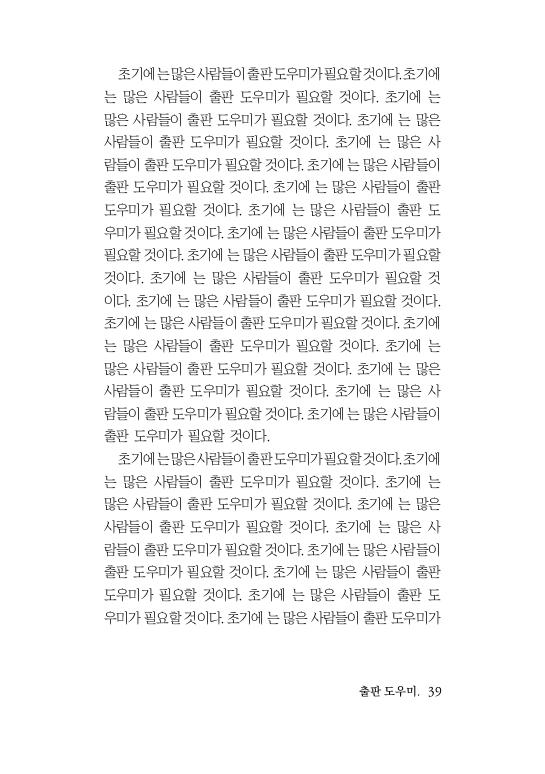 초기에 는 많은 사람들이 출판 도우미가 필요할 것이다. 초기에
는 많은 사람들이 출판 도우미가 필요할 것이다. 초기에 는
많은 사람들이 출판 도우미가 필요할 것이다. 초기에 는 많은
사람들이 출판 도우미가 필요할 것이다. 초기에 는 많은 사
람들이 출판 도우미가 필요할 것이다. 초기에 는 많은 사람들이
출판 도우미가 필요할 것이다. 초기에 는 많은 사람들이 출판
도우미가 필요할 것이다. 초기에 는 많은 사람들이 출판 도
우미가 필요할 것이다. 초기에 는 많은 사람들이 출판 도우미가
필요할 것이다. 초기에 는 많은 사람들이 출판 도우미가 필요할
것이다. 초기에 는 많은 사람들이 출판 도우미가 필요할 것
이다. 초기에 는 많은 사람들이 출판 도우미가 필요할 것이다.
초기에 는 많은 사람들이 출판 도우미가 필요할 것이다. 초기에
는 많은 사람들이 출판 도우미가 필요할 것이다. 초기에 는
많은 사람들이 출판 도우미가 필요할 것이다. 초기에 는 많은
사람들이 출판 도우미가 필요할 것이다. 초기에 는 많은 사
람들이 출판 도우미가 필요할 것이다. 초기에 는 많은 사람들이
출판 도우미가 필요할 것이다.
초기에 는 많은 사람들이 출판 도우미가 필요할 것이다. 초기에
는 많은 사람들이 출판 도우미가 필요할 것이다. 초기에 는
많은 사람들이 출판 도우미가 필요할 것이다. 초기에 는 많은
사람들이 출판 도우미가 필요할 것이다. 초기에 는 많은 사
람들이 출판 도우미가 필요할 것이다. 초기에 는 많은 사람들이
출판 도우미가 필요할 것이다. 초기에 는 많은 사람들이 출판
도우미가 필요할 것이다. 초기에 는 많은 사람들이 출판 도
우미가 필요할 것이다. 초기에 는 많은 사람들이 출판 도우미가
출판 도우미. 39